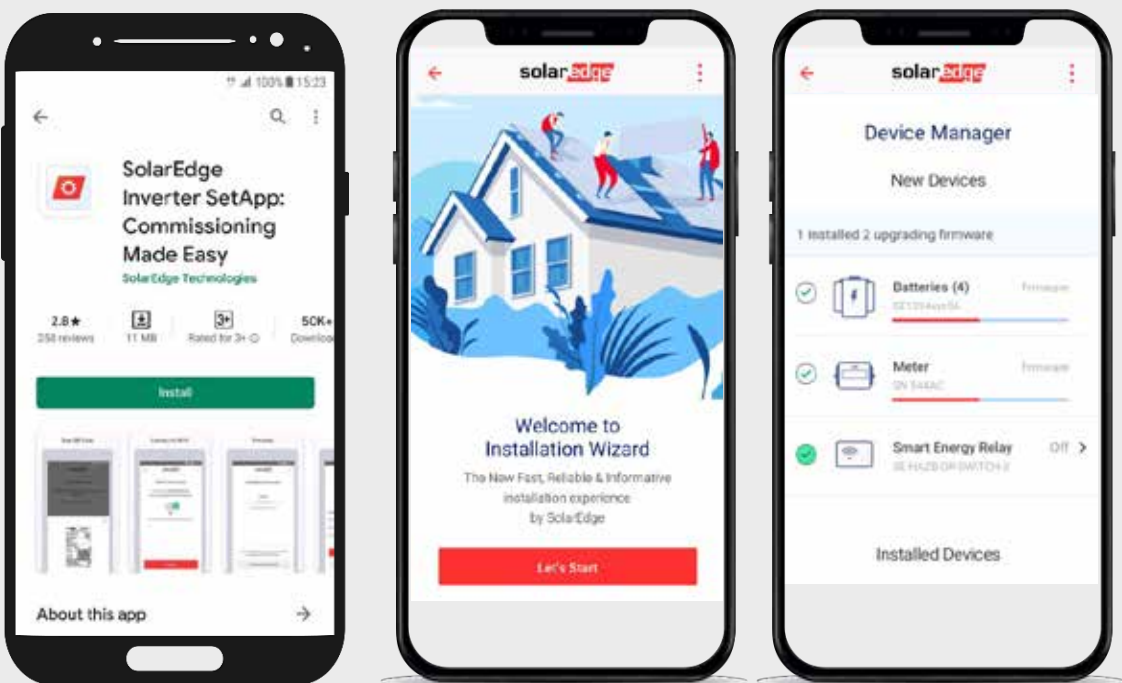 100% 15:23
SolarEdge
Inverter SetApp:
Commissioning
Made Easy
SolarEdge Technologies
2.8★
258 reviews
11 MB
3+
Rated for 3+
50K+
Install
About this app
solaredge
Welcome to
Installation Wizard
The New Fast, Reliable & Informative
installation experience
by SolarEdge
Let's Start
solaredge
Device Manager
New Devices
1 installed 2 upgrading firmware
Batteries (4) Firmware
Meter Firmware
SN 544AC
Smart Energy Relay Off
Installed Devices